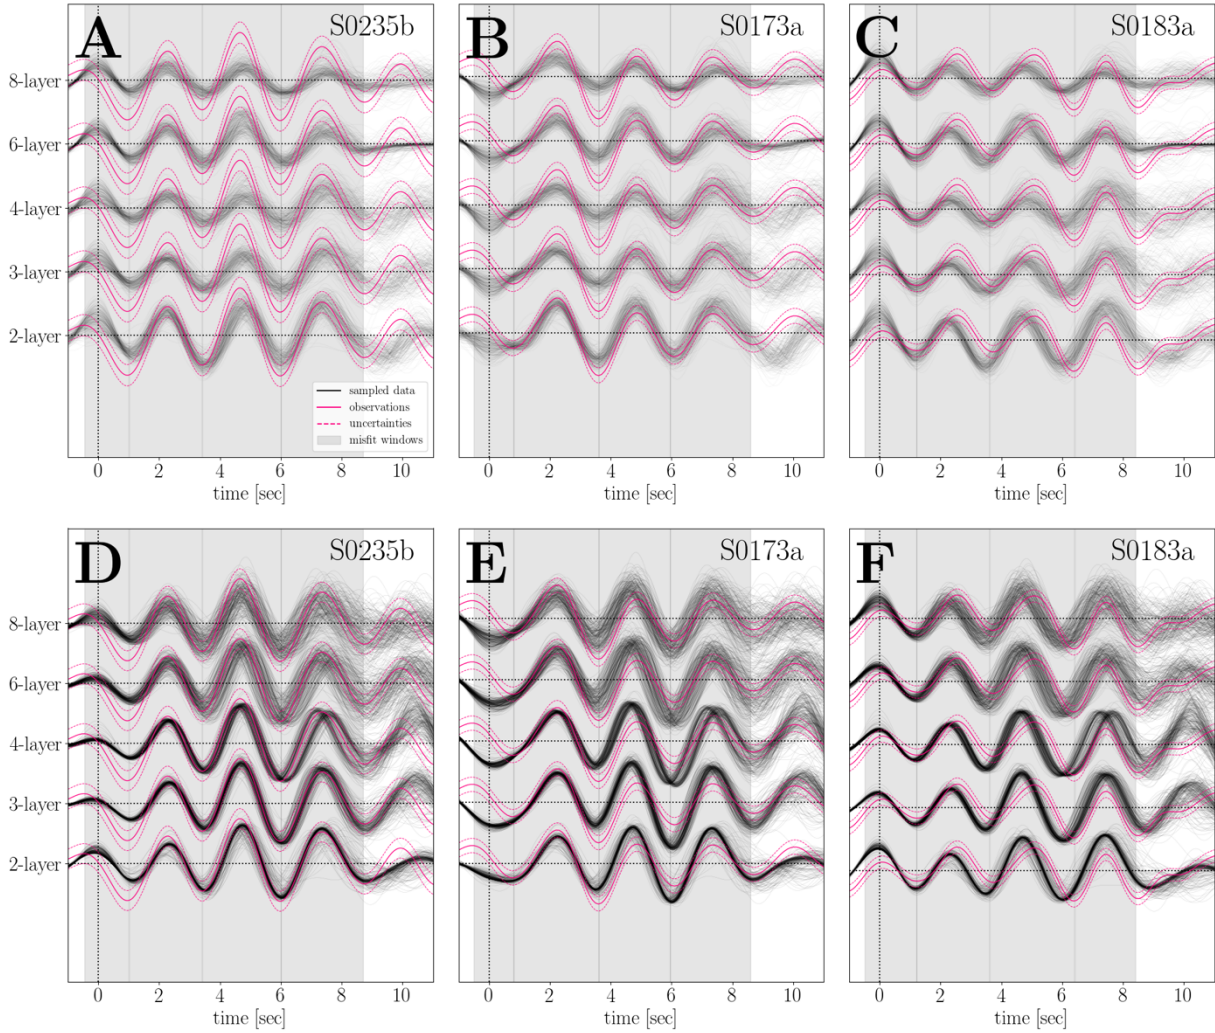 A S0235b
B S0173a
C S0183a
8-layer
6-layer
4-layer
3-layer
2-layer
sampled data
observations
uncertainties
misfit windows
0 2 4 6 8 10
0 2 4 6 8 10
0 2 4 6 8 10
time [sec]
time [sec]
time [sec]
D S0235b
E S0173a
F S0183a
8-layer
6-layer
4-layer
3-layer
2-layer
0 2 4 6 8 10
0 2 4 6 8 10
0 2 4 6 8 10
time [sec]
time [sec]
time [sec]